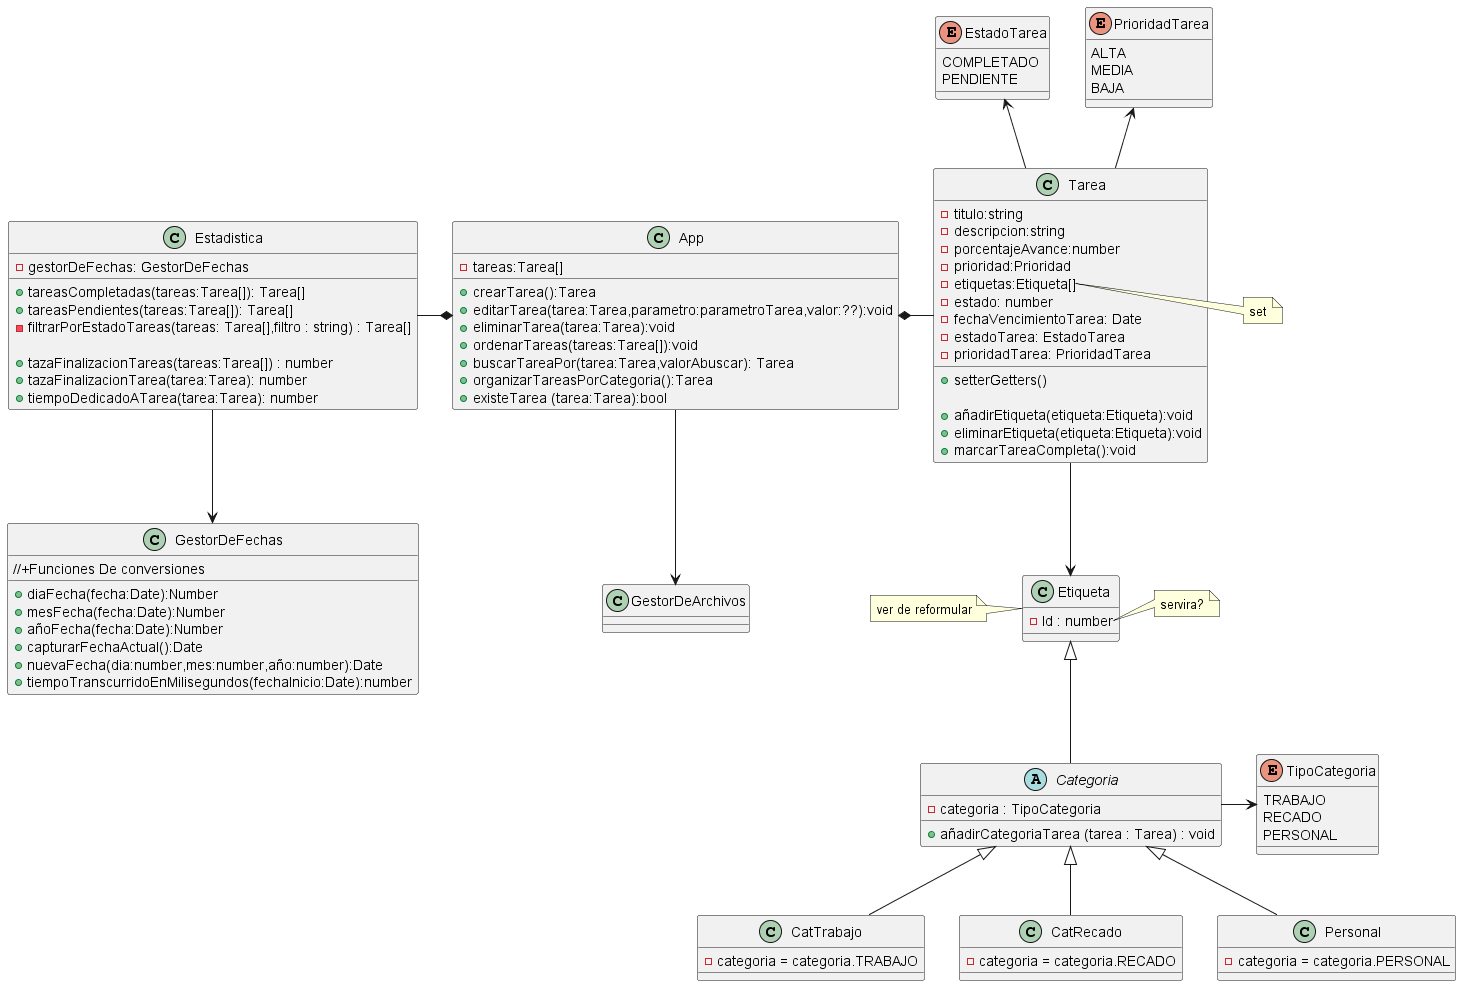 E EstadoTarea
COMPLETADO
PENDIENTE
E PrioridadTarea
ALTA
MEDIA
BAJA
C Tarea
titulo:string
descripcion:string
porcentajeAvance:number
prioridad:Prioridad
etiquetas:Etiqueta[]
estado: number
fechaVencimientoTarea: Date
estadoTarea: EstadoTarea
prioridadTarea: PrioridadTarea
setterGetters()
añadirEtiqueta(etiqueta:Etiqueta):void
eliminarEtiqueta(etiqueta:Etiqueta):void
marcarTareaCompleta():void
set
C Estadistica
gestorDeFechas: GestorDeFechas
tareasCompletadas(tareas:Tarea[]): Tarea[]
tareasPendientes(tareas:Tarea[]): Tarea[]
filtrarPorEstadoTareas(tareas: Tarea[],filtro : string) : Tarea[]
tazaFinalizacionTareas(tareas:Tarea[]) : number
tazaFinalizacionTarea(tarea:Tarea): number
tiempoDedicadoATarea(tarea:Tarea): number
C App
tareas:Tarea[]
crearTarea():Tarea
editarTarea(tarea:Tarea,parametro:parametroTarea,valor:??):void
eliminarTarea(tarea:Tarea):void
ordenarTareas(tareas:Tarea[]):void
buscarTareaPor(tarea:Tarea,valorAbuscar): Tarea
organizarTareasPorCategoria():Tarea
existeTarea (tarea:Tarea):bool
C GestorDeFechas
//+Funciones De conversiones
diaFecha(fecha:Date):Number
mesFecha(fecha:Date):Number
añoFecha(fecha:Date):Number
capturarFechaActual():Date
nuevaFecha(dia:number,mes:number,año:number):Date
tiempoTranscurridoEnMilisegundos(fechaInicio:Date):number
C GestorDeArchivos
ver de reformular
C Etiqueta
Id : number
servira?
A Categoria
categoria : TipoCategoria
añadirCategoriaTarea (tarea : Tarea) : void
E TipoCategoria
TRABAJO
RECADO
PERSONAL
C CatTrabajo
categoria = categoria.TRABAJO
C CatRecado
categoria = categoria.RECADO
C Personal
categoria = categoria.PERSONAL